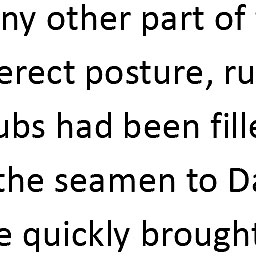 ny other part of
erect posture, ru
ubs had been fille
the seamen to Da
e quickly brought